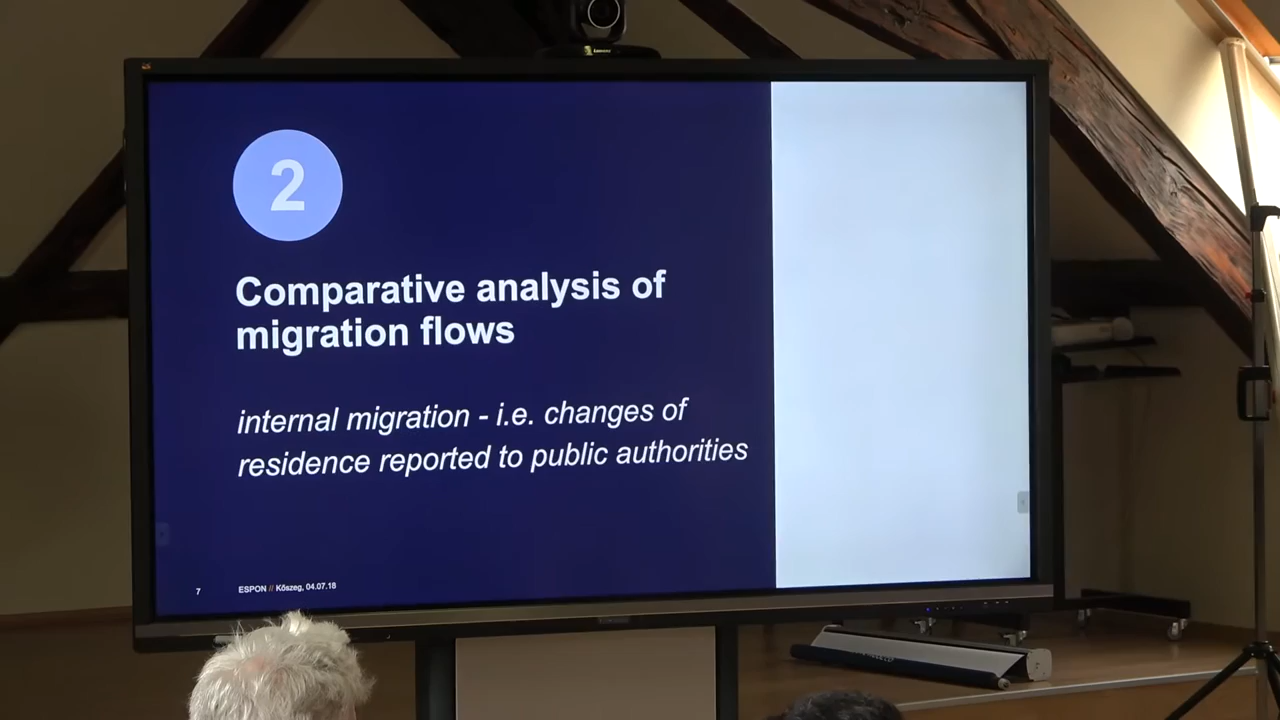 2
Comparative analysis of
migration flows
internal migration - i.e. changes of
residence reported to public authorities
7
ESPON // Kőszeg, 04.07.18